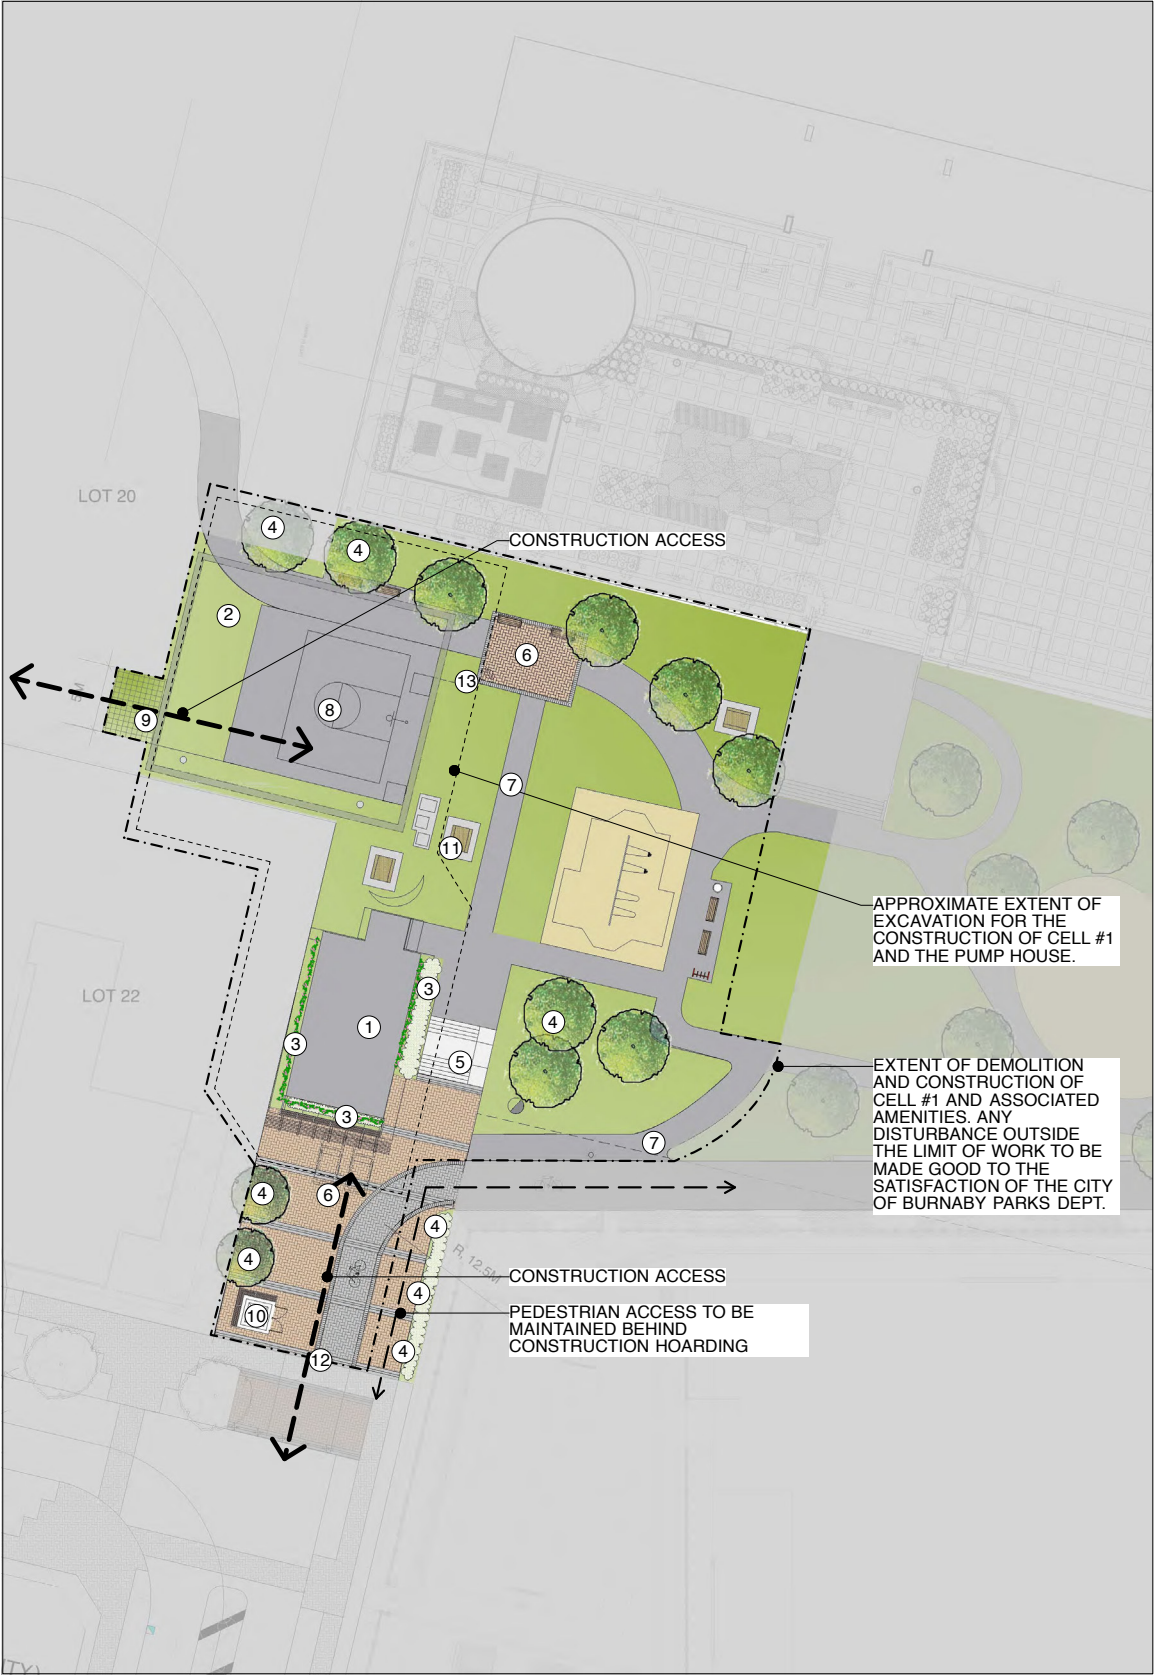 LOT 20
4
4
CONSTRUCTION ACCESS
2
6
13
5M
9
8
7
11
APPROXIMATE EXTENT OF
EXCAVATION FOR THE
CONSTRUCTION OF CELL #1
AND THE PUMP HOUSE.
LOT 22
3
1
4
3
5
EXTENT OF DEMOLITION
AND CONSTRUCTION OF
CELL #1 AND ASSOCIATED
AMENITIES. ANY
DISTURBANCE OUTSIDE
THE LIMIT OF WORK TO BE
MADE GOOD TO THE
SATISFACTION OF THE CITY
OF BURNABY PARKS DEPT.
3
7
4
6
4
4
R. 12.5M
CONSTRUCTION ACCESS
4
10
PEDESTRIAN ACCESS TO BE
MAINTAINED BEHIND
CONSTRUCTION HOARDING
4
12
ITY)